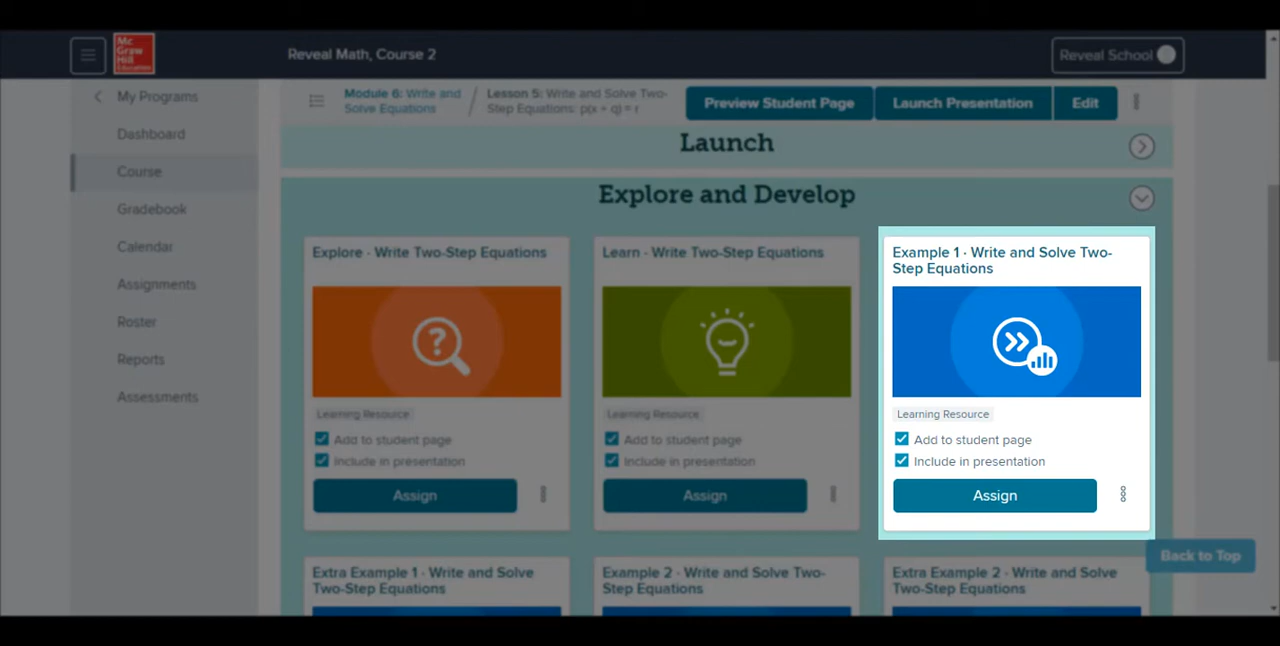 Mc
Graw
Hill
Education
Reveal Math, Course 2
Reveal School
My Programs
Dashboard
Course
Gradebook
Calendar
Assignments
Roster
Reports
Assessments
Module 6: Write and
Solve Equations
Lesson 5: Write and Solve Two-
Step Equations: p(x + q) = r
Preview Student Page
Launch Presentation
Edit
Launch
Explore and Develop
Explore · Write Two-Step Equations
Learning Resource
Add to student page
Include in presentation
Assign
Learn · Write Two-Step Equations
Learning Resource
Add to student page
Include in presentation
Assign
Example 1 · Write and Solve Two-
Step Equations
Learning Resource
Add to student page
Include in presentation
Assign
Back to Top
Extra Example 1 · Write and Solve
Two-Step Equations
Example 2 · Write and Solve Two-
Step Equations
Extra Example 2 · Write and Solve
Two-Step Equations